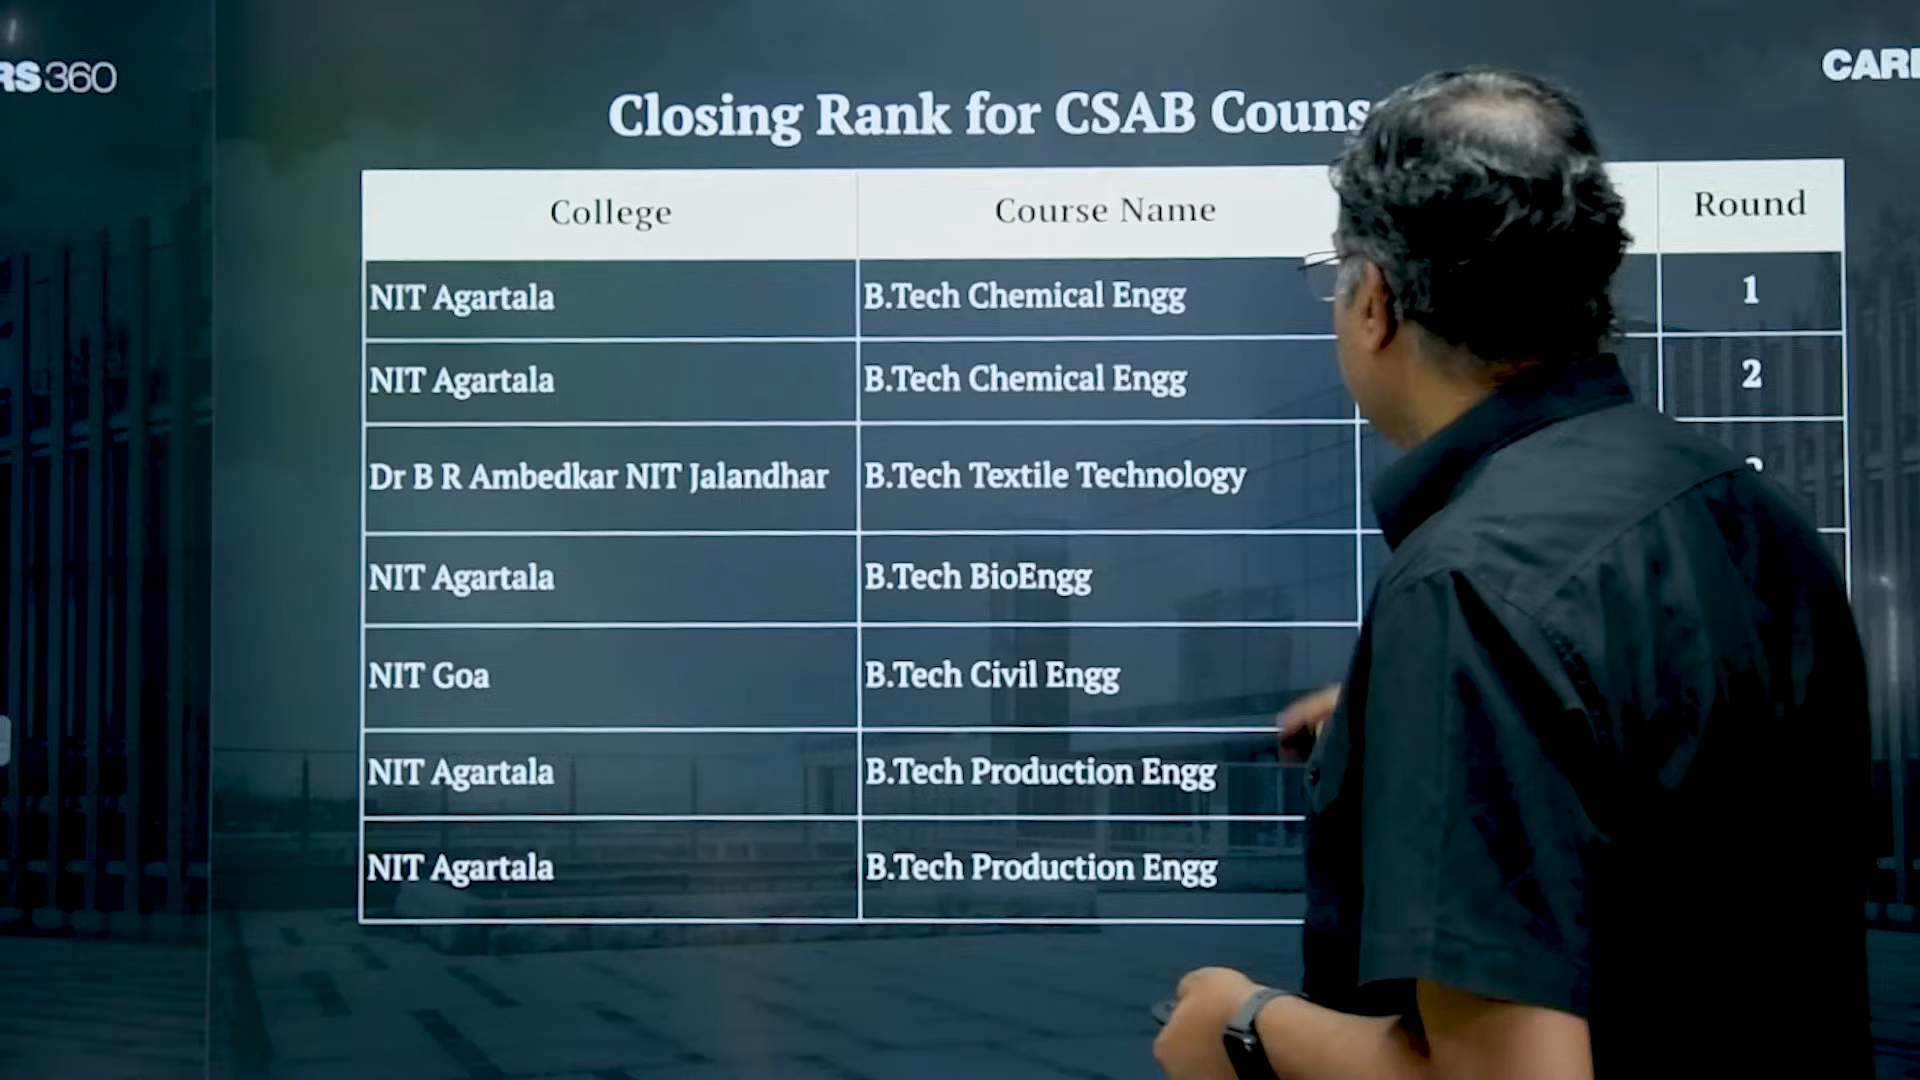 RS360
CARE
Closing Rank for CSAB Couns
College Course Name Round
NIT Agartala B.Tech Chemical Engg 1
NIT Agartala B.Tech Chemical Engg 2
Dr B R Ambedkar NIT Jalandhar B.Tech Textile Technology
NIT Agartala B.Tech BioEngg
NIT Goa B.Tech Civil Engg
NIT Agartala B.Tech Production Engg
NIT Agartala B.Tech Production Engg